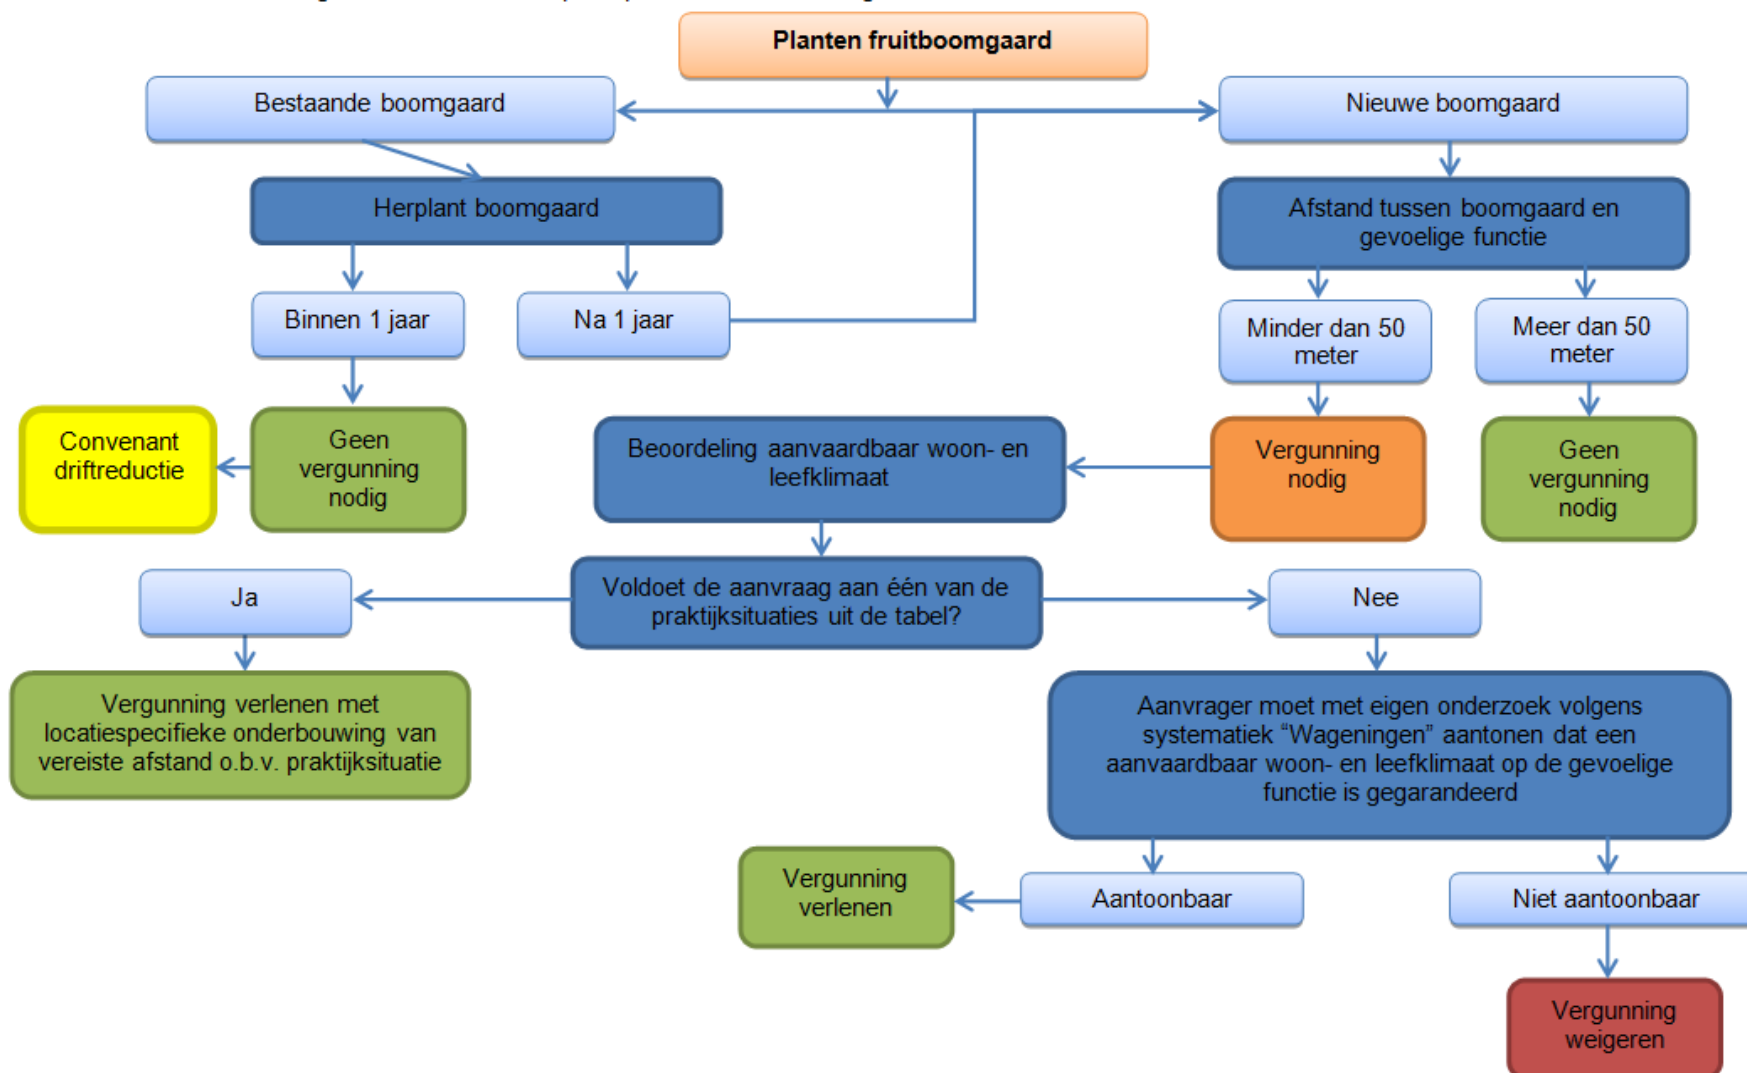 Planten fruitboomgaard
Bestaande boomgaard
Nieuwe boomgaard
Herplant boomgaard
Afstand tussen boomgaard en
gevoelige functie
Binnen 1 jaar
Na 1 jaar
Minder dan 50
meter
Meer dan 50
meter
Convenant
driftreductie
Geen
vergunning
nodig
Beoordeling aanvaardbaar woon- en
leefklimaat
Vergunning
nodig
Geen
vergunning
nodig
Ja
Voldoet de aanvraag aan één van de
praktijksituaties uit de tabel?
Nee
Vergunning verlenen met
locatiespecifieke onderbouwing van
vereiste afstand o.b.v. praktijksituatie
Aanvrager moet met eigen onderzoek volgens
systematiek “Wageningen” aantonen dat een
aanvaardbaar woon- en leefklimaat op de gevoelige
functie is gegarandeerd
Vergunning
verlenen
Aantoonbaar
Niet aantoonbaar
Vergunning
weigeren